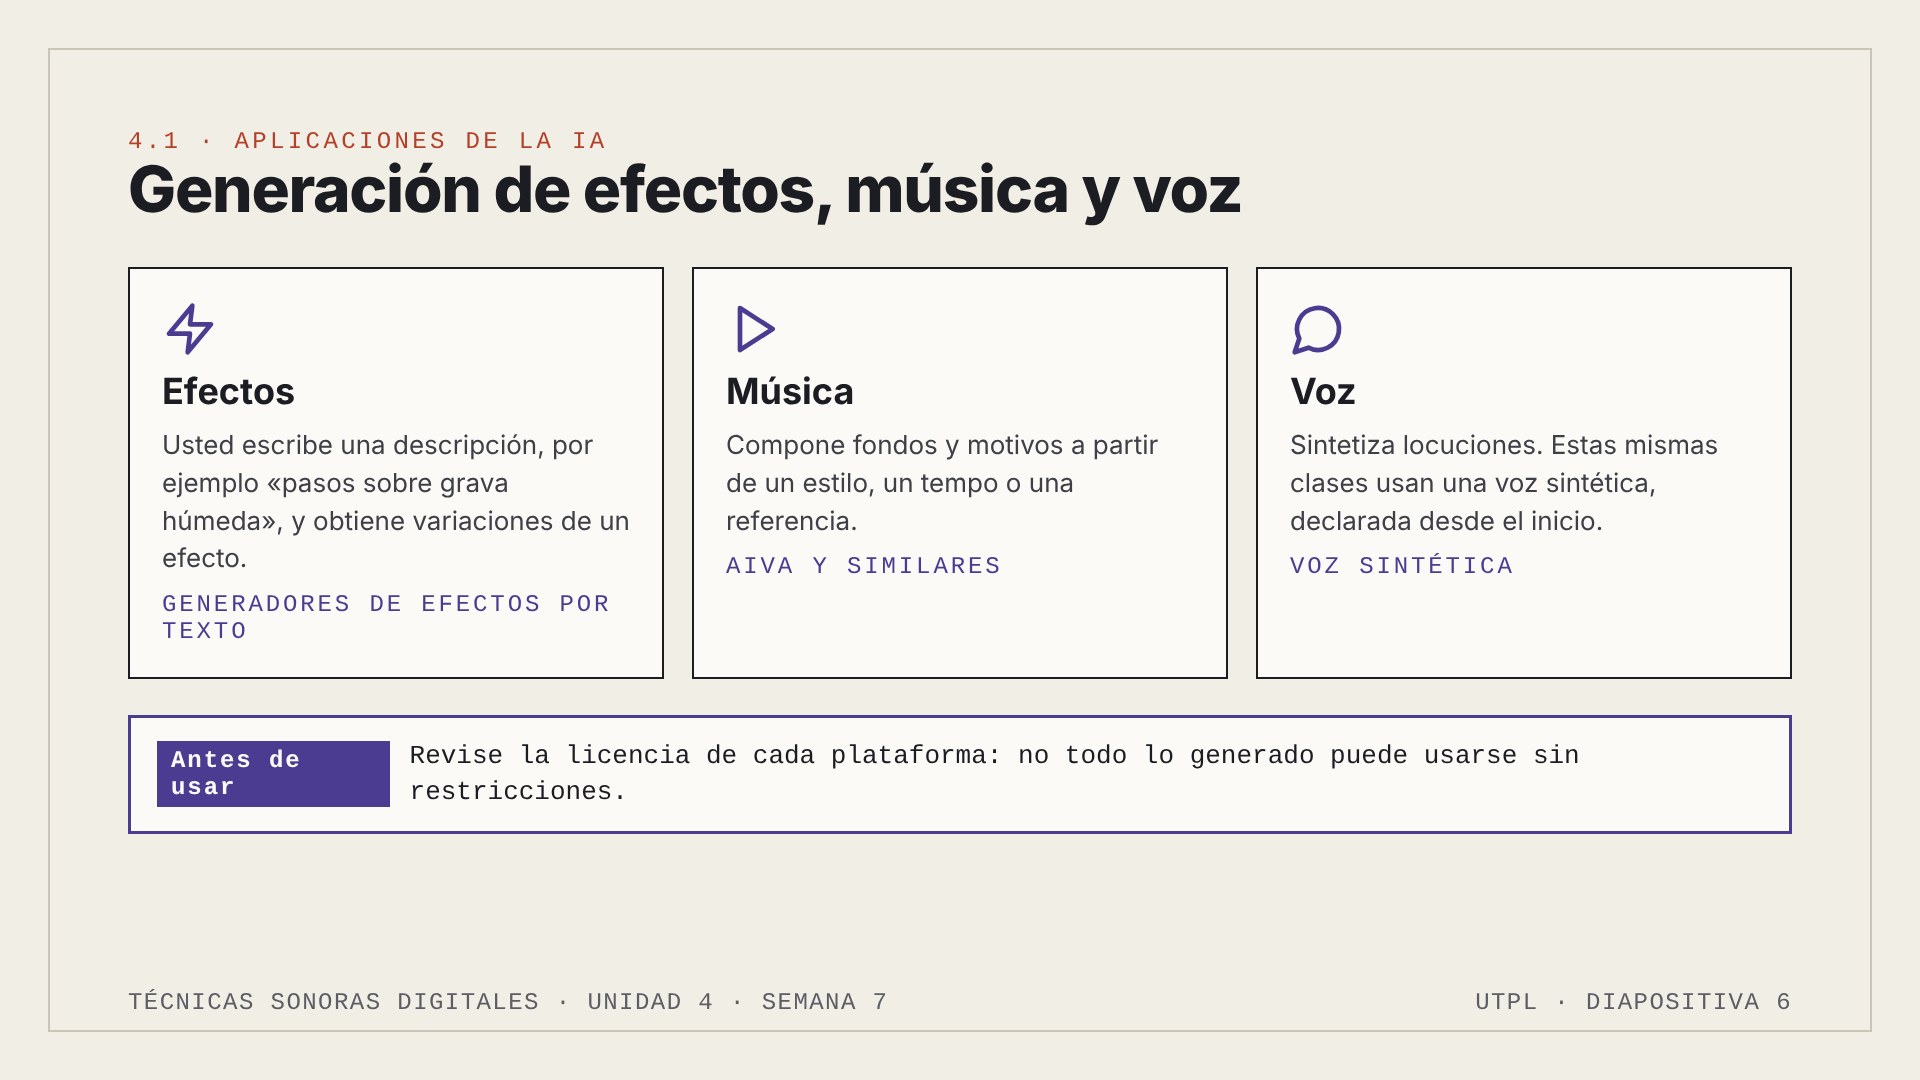 4.1 · APLICACIONES DE LA IA
Generación de efectos, música y voz
Efectos
Usted escribe una descripción, por
ejemplo «pasos sobre grava
húmeda», y obtiene variaciones de un
efecto.
GENERADORES DE EFECTOS POR
TEXTO
Música
Compone fondos y motivos a partir
de un estilo, un tempo o una
referencia.
AIVA Y SIMILARES
Voz
Sintetiza locuciones. Estas mismas
clases usan una voz sintética,
declarada desde el inicio.
VOZ SINTÉTICA
Antes de
usar
Revise la licencia de cada plataforma: no todo lo generado puede usarse sin
restricciones.
TÉCNICAS SONORAS DIGITALES · UNIDAD 4 · SEMANA 7
UTPL · DIAPOSITIVA 6